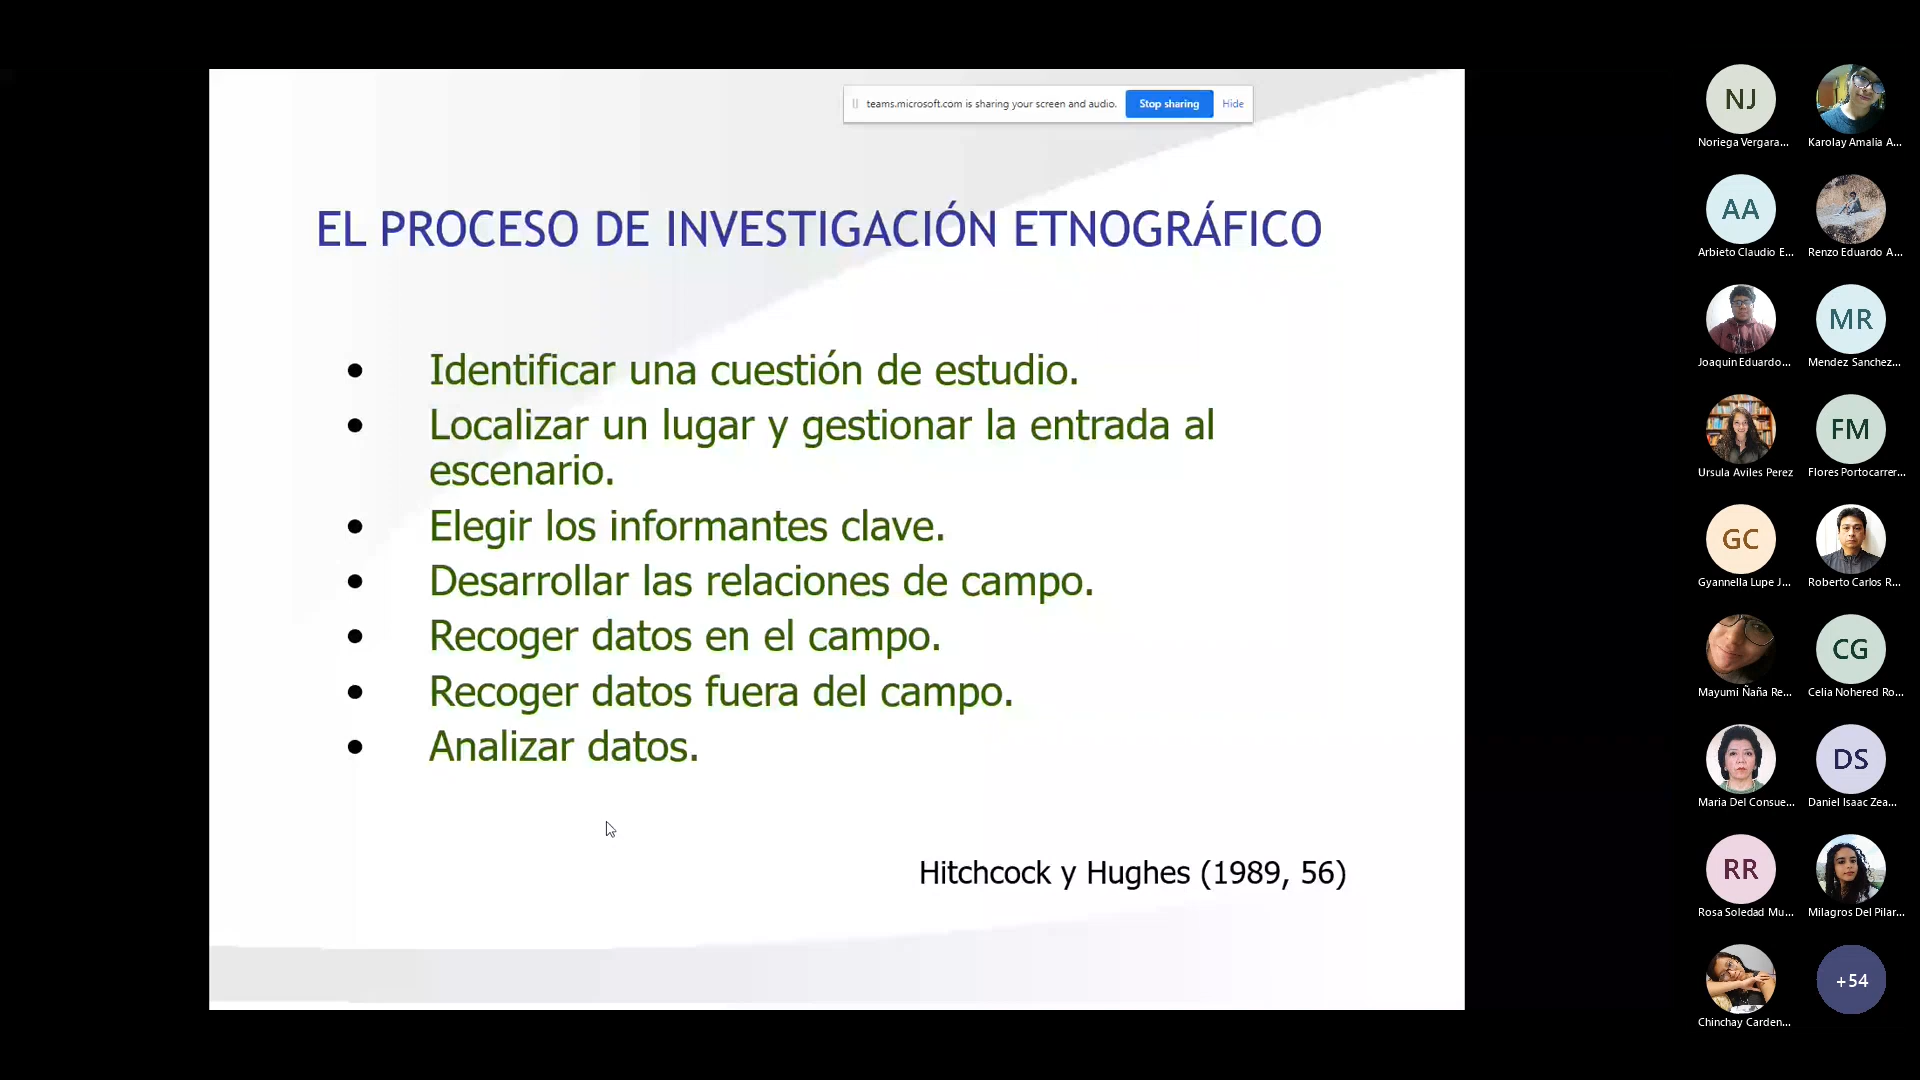 teams.microsoft.com is sharing your screen and audio.
Stop sharing
Hide
EL PROCESO DE INVESTIGACIÓN ETNOGRÁFICO
• Identificar una cuestión de estudio.
• Localizar un lugar y gestionar la entrada al
escenario.
• Elegir los informantes clave.
• Desarrollar las relaciones de campo.
• Recoger datos en el campo.
• Recoger datos fuera del campo.
• Analizar datos.
Hitchcock y Hughes (1989, 56)
NJ
Noriega Vergara...
Karolay Amalia A...
AA
Arbieto Claudio E...
Renzo Eduardo A...
Joaquin Eduardo...
MR
Mendez Sanchez...
Ursula Aviles Perez
FM
Flores Portocarrer...
GC
Gyannella Lupe J...
Roberto Carlos R...
Mayumi Ñaña Re...
CG
Celia Nohered Ro...
Maria Del Consue...
DS
Daniel Isaac Zea...
RR
Rosa Soledad Mu...
Milagros Del Pilar...
Chinchay Carden...
+54